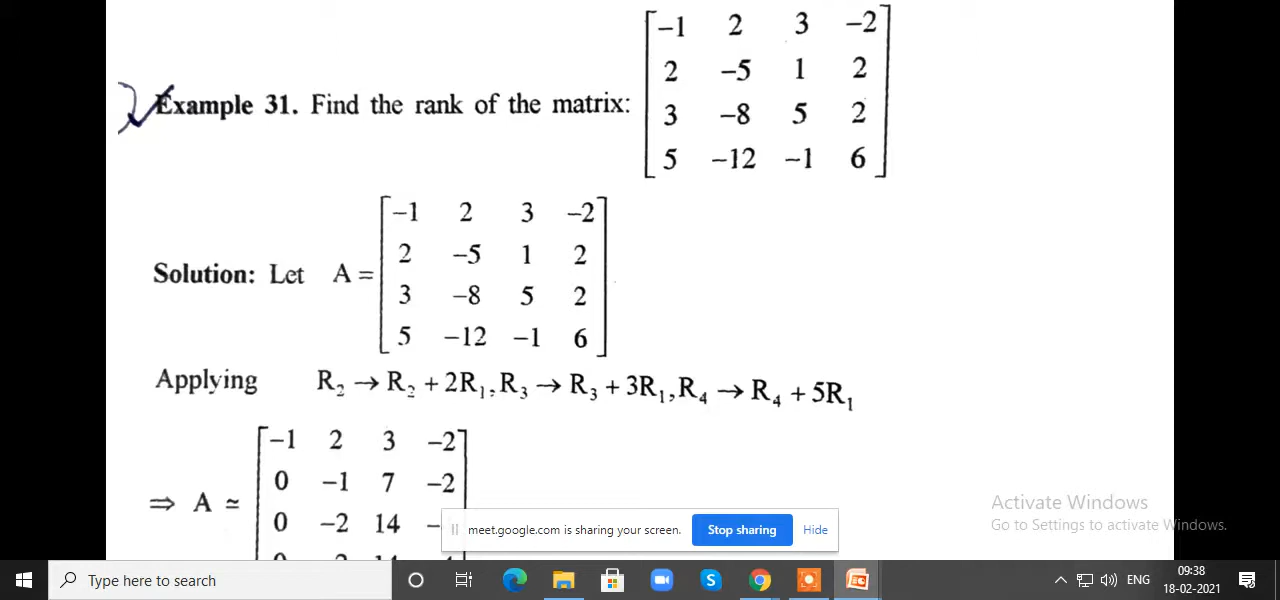 Example 31. Find the rank of the matrix:
−1 2 3 −2
2 −5 1 2
3 −8 5 2
5 −12 −1 6
Solution: Let A =
−1 2 3 −2
2 −5 1 2
3 −8 5 2
5 −12 −1 6
Applying R₂ → R₂ + 2R₁, R₃ → R₃ + 3R₁, R₄ → R₄ + 5R₁
⇒ A ≃
−1 2 3 −2
0 −1 7 −2
0 −2 14 −
meet.google.com is sharing your screen. Stop sharing Hide
Activate Windows
Go to Settings to activate Windows.
Type here to search
ENG
09:38
18-02-2021